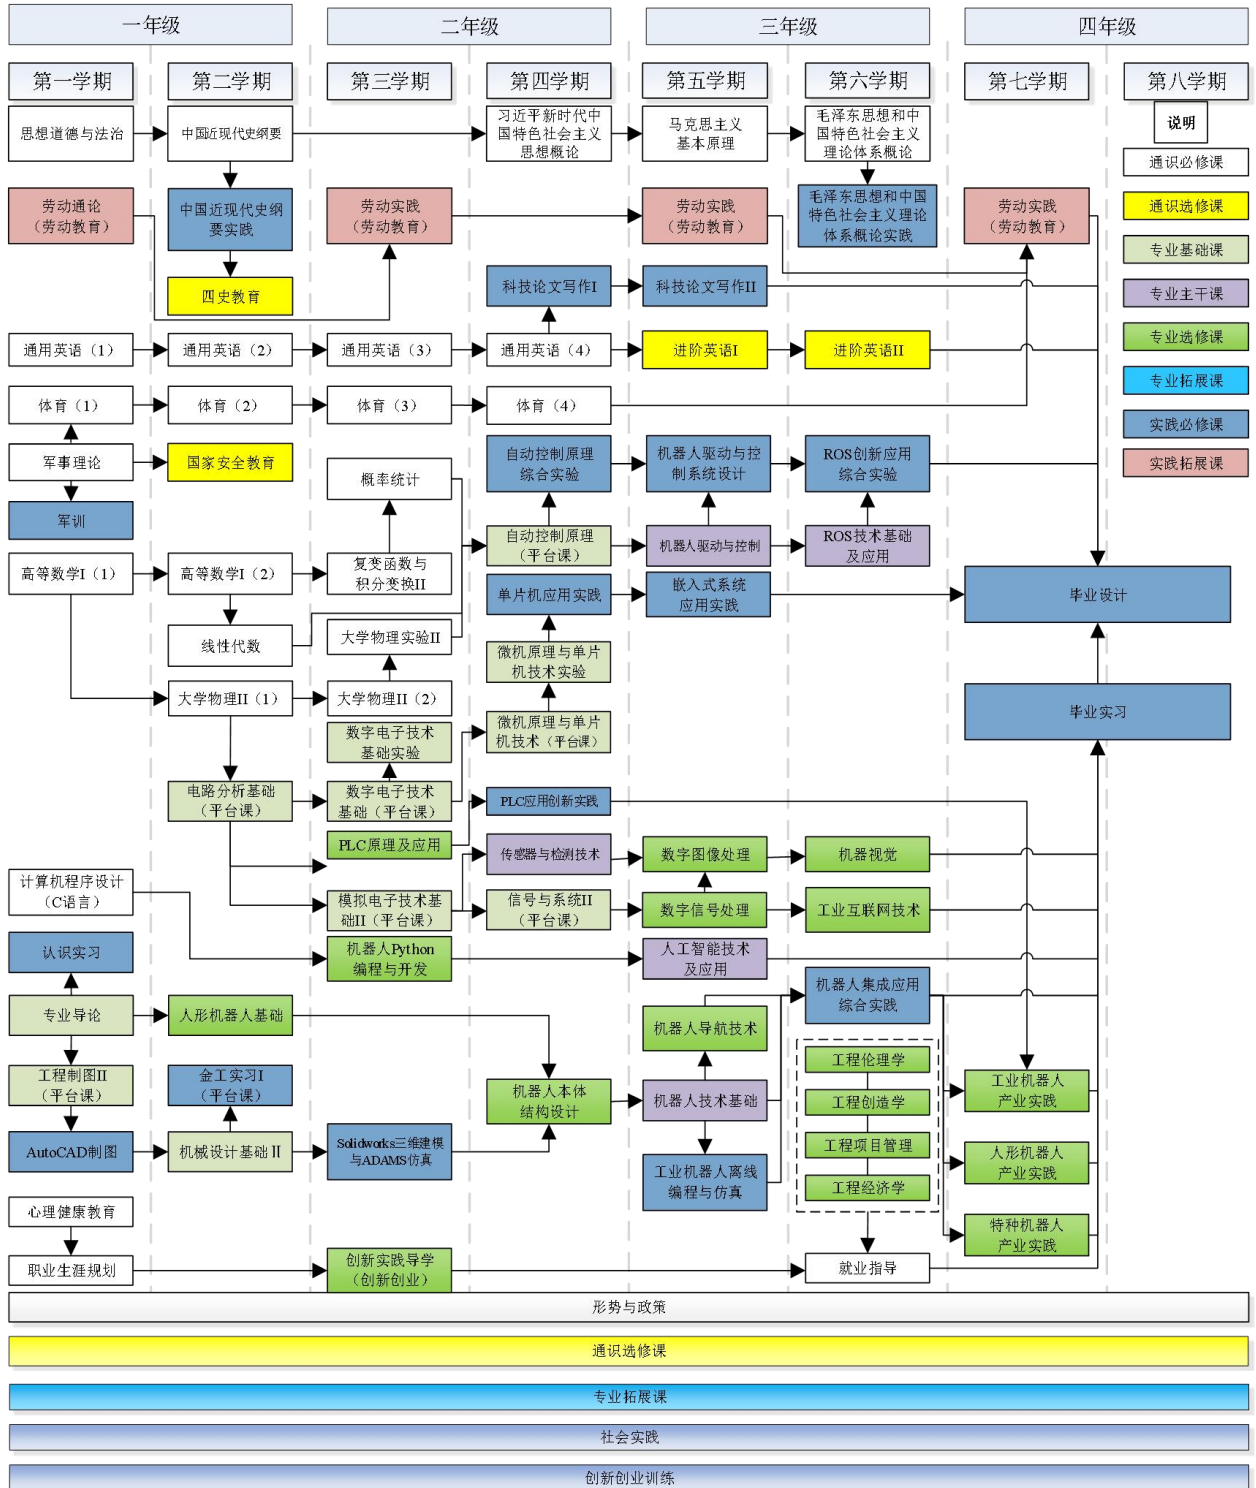 一年级
二年级
三年级
四年级
第一学期
第二学期
第三学期
第四学期
第五学期
第六学期
第七学期
第八学期
思想道德与法治
中国近现代史纲要
习近平新时代中
国特色社会主义
思想概论
马克思主义
基本原理
毛泽东思想和中
国特色社会主义
理论体系概论
说明
通识必修课
通识选修课
专业基础课
专业主干课
专业选修课
专业拓展课
实践必修课
实践拓展课
劳动通论
（劳动教育）
中国近现代史纲
要实践
劳动实践
（劳动教育）
劳动实践
（劳动教育）
毛泽东思想和中国
特色社会主义理论
体系概论实践
劳动实践
（劳动教育）
四史教育
科技论文写作I
科技论文写作II
通用英语（1）
通用英语（2）
通用英语（3）
通用英语（4）
进阶英语I
进阶英语II
体育（1）
体育（2）
体育（3）
体育（4）
军事理论
国家安全教育
军训
概率统计
自动控制原理
综合实验
机器人驱动与控
制系统设计
ROS创新应用
综合实验
自动控制原理
（平台课）
机器人驱动与控制
ROS技术基础
及应用
高等数学I（1）
高等数学I（2）
复变函数与
积分变换II
单片机应用实践
嵌入式系统
应用实践
毕业设计
线性代数
大学物理实验II
微机原理与单片
机技术实验
大学物理II（1）
大学物理II（2）
毕业实习
微机原理与单片
机技术（平台课）
数字电子技术
基础实验
电路分析基础
（平台课）
数字电子技术
基础（平台课）
PLC应用创新实践
PLC原理及应用
传感器与检测技术
数字图像处理
机器视觉
计算机程序设计
（C语言）
模拟电子技术基
础II（平台课）
信号与系统II
（平台课）
数字信号处理
工业互联网技术
认识实习
机器人Python
编程与开发
人工智能技术
及应用
机器人集成应用
综合实践
专业导论
人形机器人基础
机器人导航技术
工程伦理学
工程创造学
工程项目管理
工程经济学
工程制图II
（平台课）
金工实习I
（平台课）
机器人本体
结构设计
机器人技术基础
工业机器人
产业实践
AutoCAD制图
机械设计基础Ⅱ
Solidworks三维建模
与ADAMS仿真
工业机器人离线
编程与仿真
人形机器人
产业实践
心理健康教育
特种机器人
产业实践
职业生涯规划
创新实践导学
（创新创业）
就业指导
形势与政策
通识选修课
专业拓展课
社会实践
创新创业训练